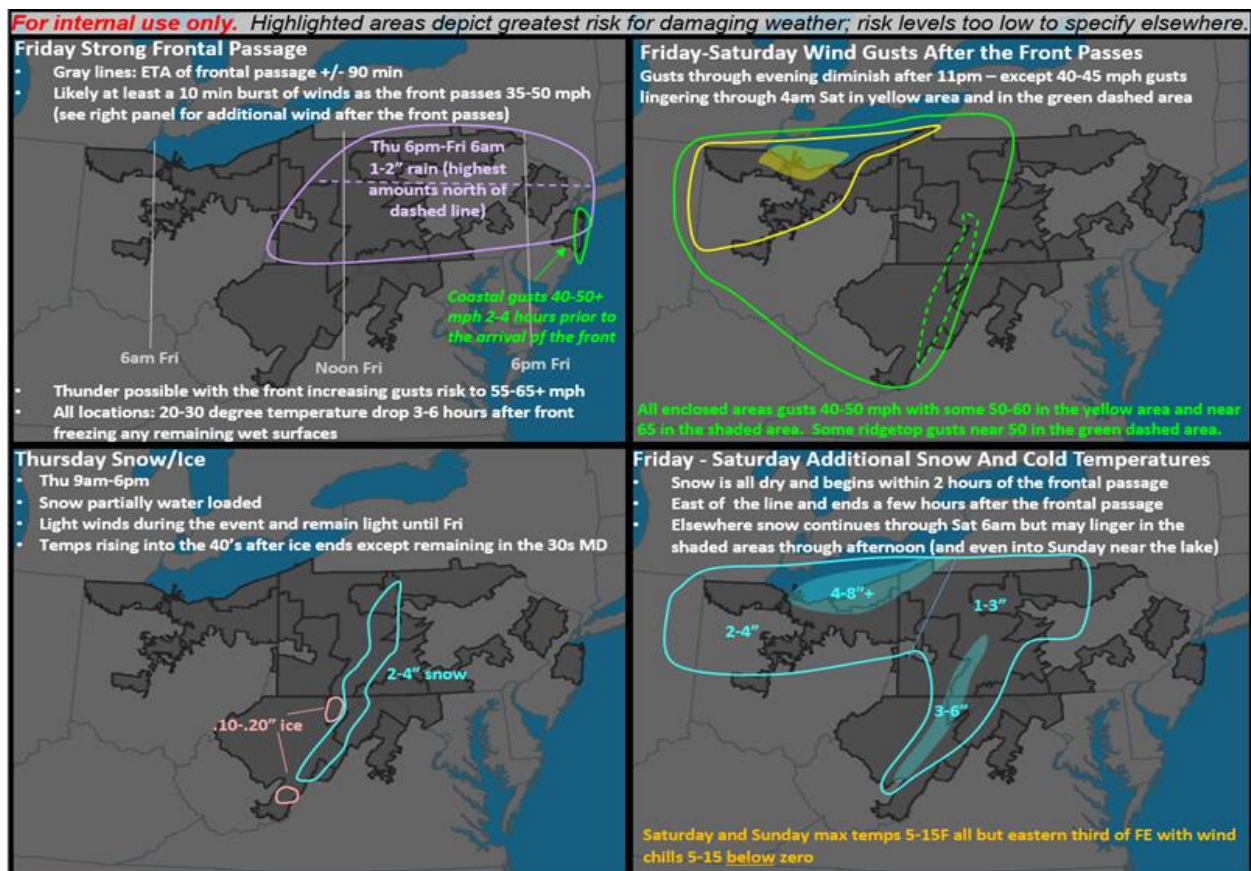 For internal use only. Highlighted areas depict greatest risk for damaging weather; risk levels too low to specify elsewhere.
Friday Strong Frontal Passage
• Gray lines: ETA of frontal passage +/- 90 min
• Likely at least a 10 min burst of winds as the front passes 35-50 mph
(see right panel for additional wind after the front passes)
Thu 6pm-Fri 6am
1-2” rain (highest
amounts north of
dashed line)
Coastal gusts 40-50+
mph 2-4 hours prior to
the arrival of the front
6am Fri
Noon Fri
6pm Fri
• Thunder possible with the front increasing gusts risk to 55-65+ mph
• All locations: 20-30 degree temperature drop 3-6 hours after front
freezing any remaining wet surfaces
Friday-Saturday Wind Gusts After the Front Passes
Gusts through evening diminish after 11pm – except 40-45 mph gusts
lingering through 4am Sat in yellow area and in the green dashed area
All enclosed areas gusts 40-50 mph with some 50-60 in the yellow area and near
65 in the shaded area. Some ridgetop gusts near 50 in the green dashed area.
Thursday Snow/Ice
• Thu 9am-6pm
• Snow partially water loaded
• Light winds during the event and remain light until Fri
• Temps rising into the 40’s after ice ends except remaining in the 30s MD
2-4” snow
.10-.20” ice
Friday - Saturday Additional Snow And Cold Temperatures
• Snow is all dry and begins within 2 hours of the frontal passage
• East of the line and ends a few hours after the frontal passage
• Elsewhere snow continues through Sat 6am but may linger in the
shaded areas through afternoon (and even into Sunday near the lake)
4-8”+
1-3”
2-4”
3-6”
Saturday and Sunday max temps 5-15F all but eastern third of FE with wind
chills 5-15 below zero